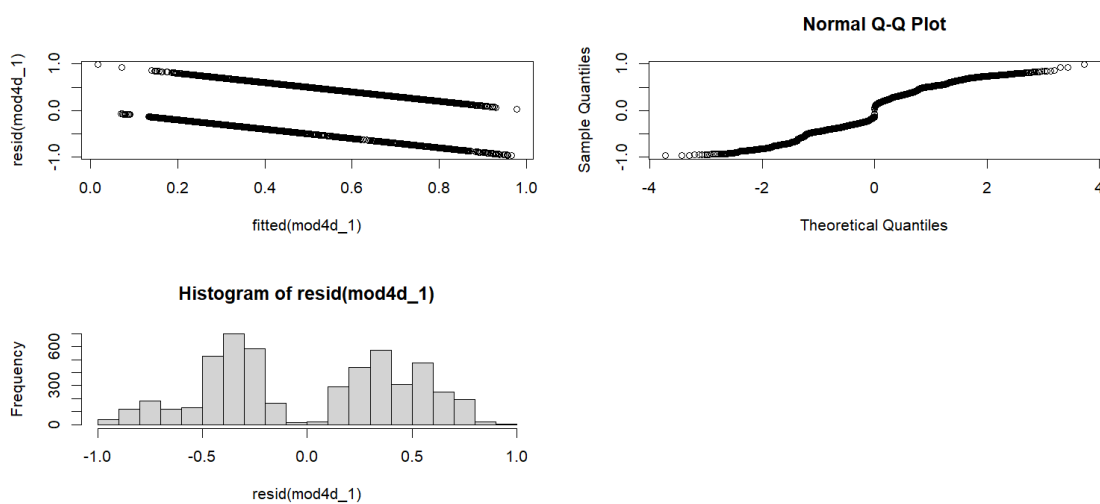 resid(mod4d_1)
-1.0 0.0 1.0
0.0 0.2 0.4 0.6 0.8 1.0
fitted(mod4d_1)
Normal Q-Q Plot
Sample Quantiles
-1.0 0.0 1.0
-4 -2 0 2 4
Theoretical Quantiles
Histogram of resid(mod4d_1)
Frequency
0 300 600
-1.0 -0.5 0.0 0.5 1.0
resid(mod4d_1)